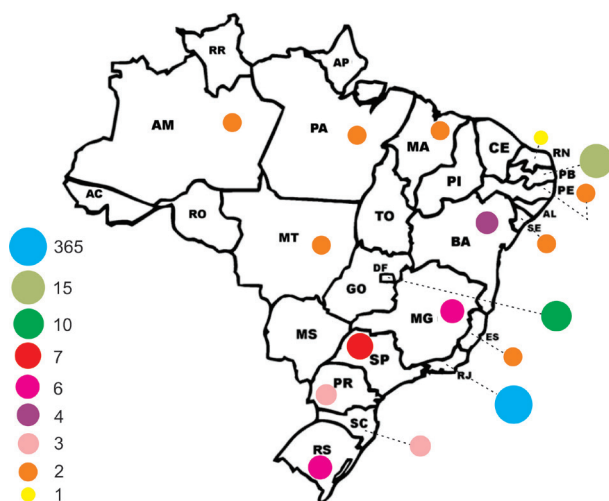 RR
AP
AM
PA
MA
CE
RN
PB
PE
PI
AL
SE
AC
RO
TO
BA
MT
DF
GO
MG
ES
MS
SP
RJ
PR
SC
RS
365
15
10
7
6
4
3
2
1